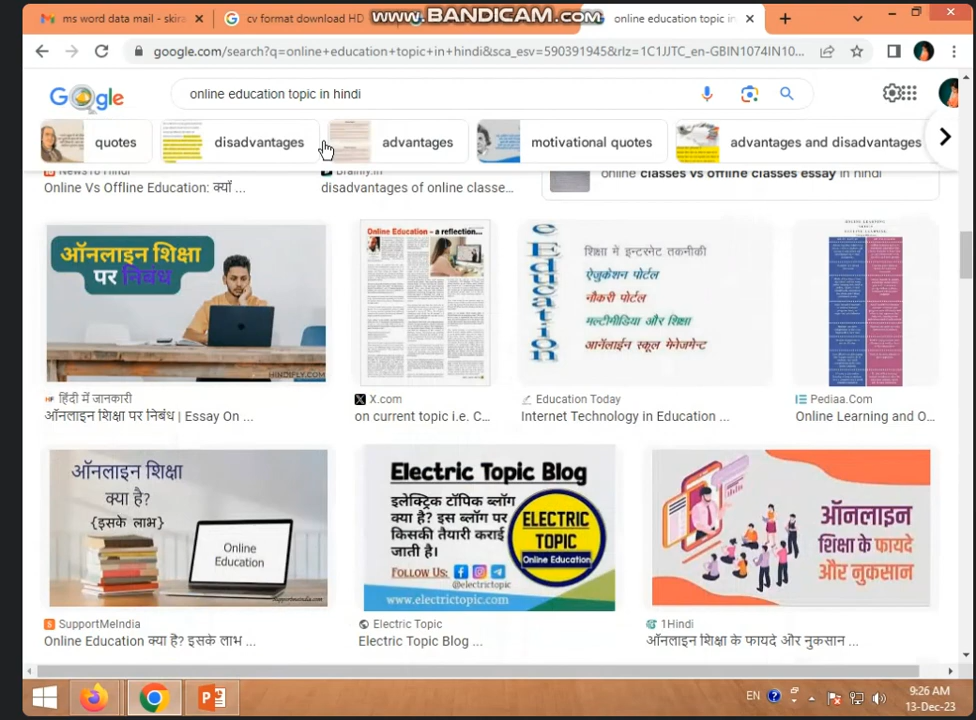 ms word data mail - skira
cv format download HD
www.BANDICAM.com
online education topic in
google.com/search?q=online+education+topic+in+hindi&sca_esv=590391945&rlz=1C1JJTC_en-GBIN1074IN10...
Google
online education topic in hindi
quotes
disadvantages
advantages
motivational quotes
advantages and disadvantages
News18 Hindi
Brainly.in
online classes vs offline classes essay in hindi
Online Vs Offline Education: क्यों ...
disadvantages of online classe...
ऑनलाइन शिक्षा
पर निबंध
HINDIFLY.COM
Online Education - a reflection...
e Education
शिक्षा में इन्टरनेट तकनीकी
ऐजुकेशन पोर्टल
नौकरी पोर्टल
मल्टीमीडिया और शिक्षा
आनॅलाईन स्कूल मेनेजमेन्ट
हिंदी में जानकारी
ऑनलाइन शिक्षा पर निबंध | Essay On ...
X.com
on current topic i.e. C...
Education Today
Internet Technology in Education ...
Pediaa.Com
Online Learning and O...
ऑनलाइन शिक्षा
क्या है?
{इसके लाभ}
Online
Education
Electric Topic Blog
इलेक्ट्रिक टॉपिक ब्लॉग
क्या है? इस ब्लॉग पर
किसकी तैयारी कराई
जाती है।
ELECTRIC
TOPIC
Online Education
FOLLOW US:
@electrictopic
www.electrictopic.com
ऑनलाइन
शिक्षा के फायदे
और नुकसान
SupportMeIndia
Online Education क्या है? इसके लाभ ...
Electric Topic
Electric Topic Blog ...
1Hindi
ऑनलाइन शिक्षा के फायदे और नुकसान ...
EN
9:26 AM
13-Dec-23